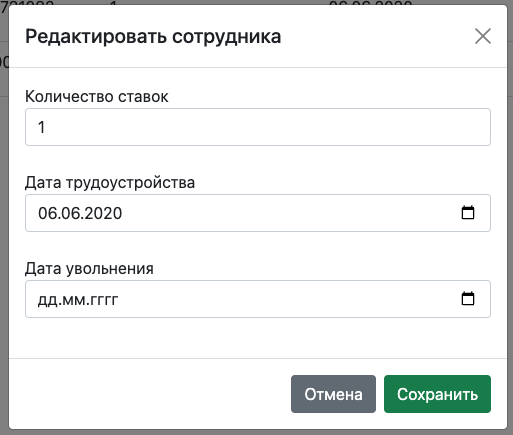 Редактировать сотрудника
Количество ставок
1
Дата трудоустройства
06.06.2020
Дата увольнения
дд.мм.гггг
Отмена
Сохранить